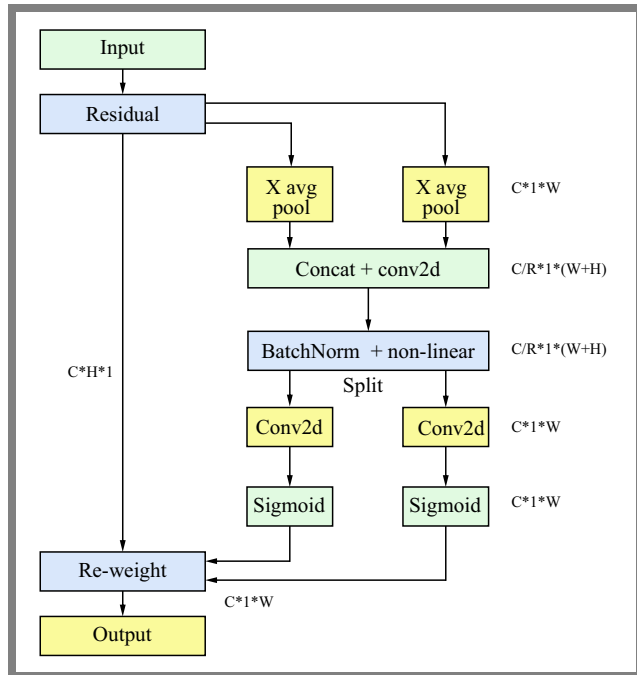 Input
Residual
X avg
pool
X avg
pool
C*1*W
Concat + conv2d
C/R*1*(W+H)
BatchNorm + non-linear
C/R*1*(W+H)
C*H*1
Split
Conv2d
Conv2d
C*1*W
Sigmoid
Sigmoid
C*1*W
Re-weight
C*1*W
Output